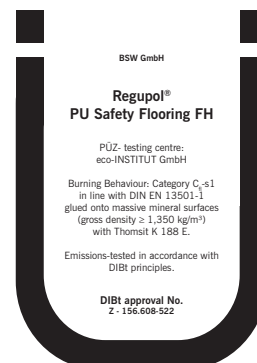 BSW GmbH
Regupol®
PU Safety Flooring FH
PÜZ- testing centre:
eco-INSTITUT GmbH
Burning Behaviour: Category Cfl-s1
in line with DIN EN 13501-1
glued onto massive mineral surfaces
(gross density ≥ 1,350 kg/m³)
with Thomsit K 188 E.
Emissions-tested in accordance with
DIBt principles.
DIBt approval No.
Z - 156.608-522